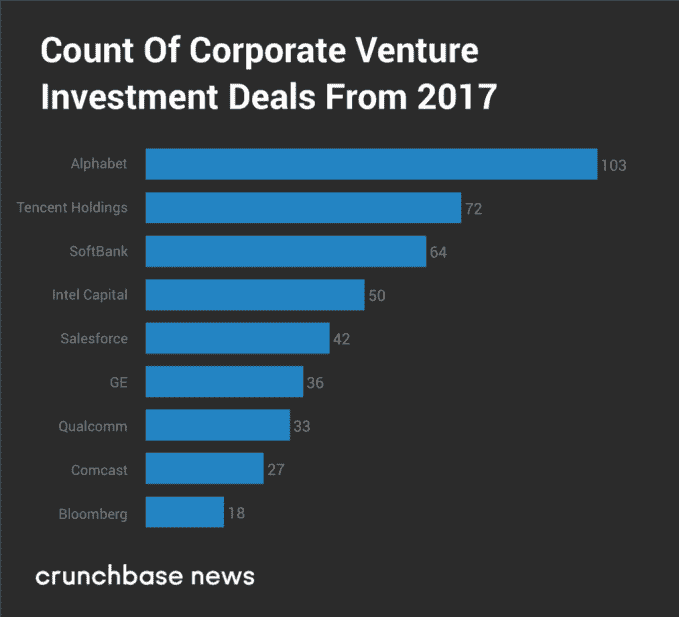 Count Of Corporate Venture
Investment Deals From 2017
Alphabet 103
Tencent Holdings 72
SoftBank 64
Intel Capital 50
Salesforce 42
GE 36
Qualcomm 33
Comcast 27
Bloomberg 18
crunchbase news